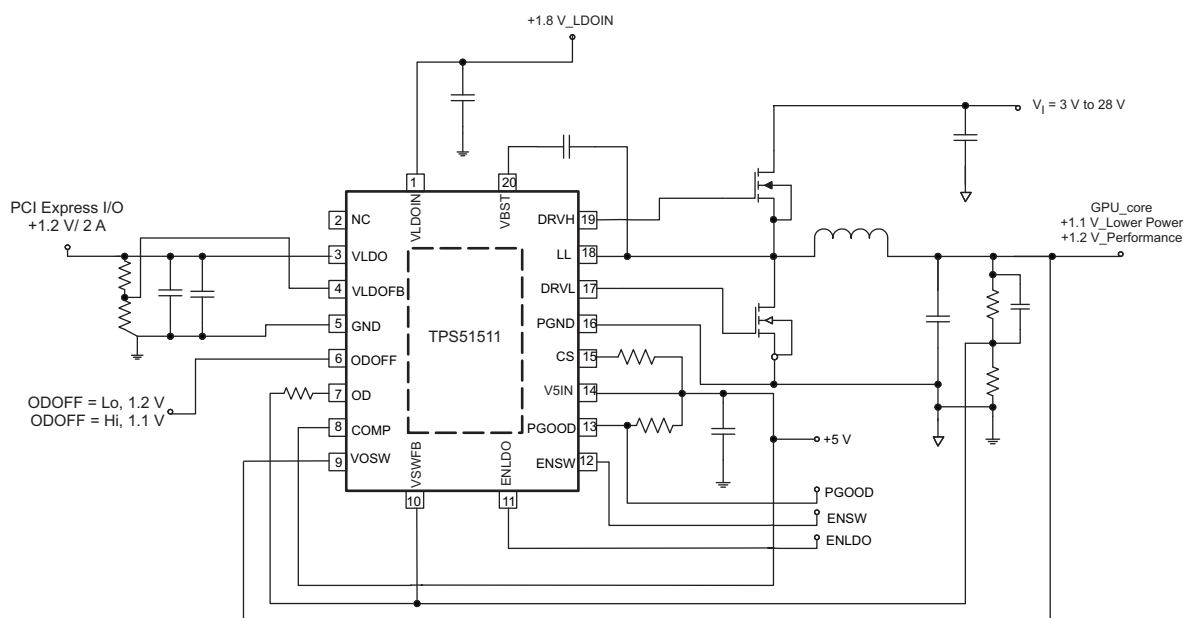 +1.8 V_LDOIN
V_I = 3 V to 28 V
1
20
VLDOIN
VBST
PCI Express I/O
+1.2 V/ 2 A
GPU_core
+1.1 V_Lower Power
+1.2 V_Performance
2 NC
DRVH 19
3 VLDO
LL 18
4 VLDOFB
DRVL 17
5 GND
PGND 16
TPS51511
6 ODOFF
CS 15
7 OD
V5IN 14
8 COMP
PGOOD 13
9 VOSW
ENSW 12
ODOFF = Lo, 1.2 V
ODOFF = Hi, 1.1 V
+5 V
VSWFB
ENLDO
10
11
PGOOD
ENSW
ENLDO